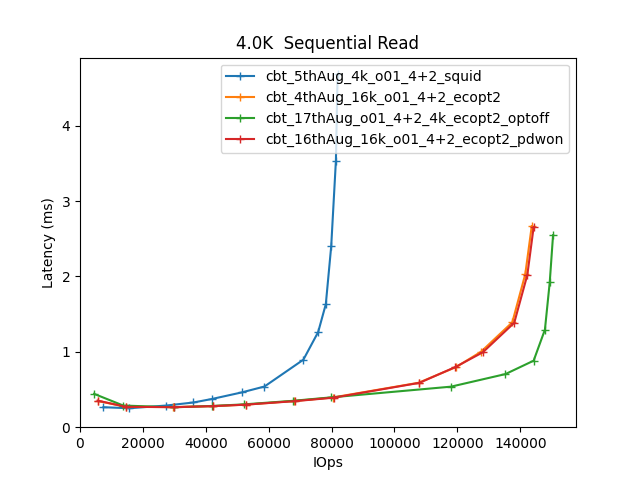 4.0K  Sequential Read
cbt_5thAug_4k_o01_4+2_squid
cbt_4thAug_16k_o01_4+2_ecopt2
cbt_17thAug_o01_4+2_4k_ecopt2_optoff
cbt_16thAug_16k_o01_4+2_ecopt2_pdwon
Latency (ms)
4
3
2
1
0
0 20000 40000 60000 80000 100000 120000 140000
IOps